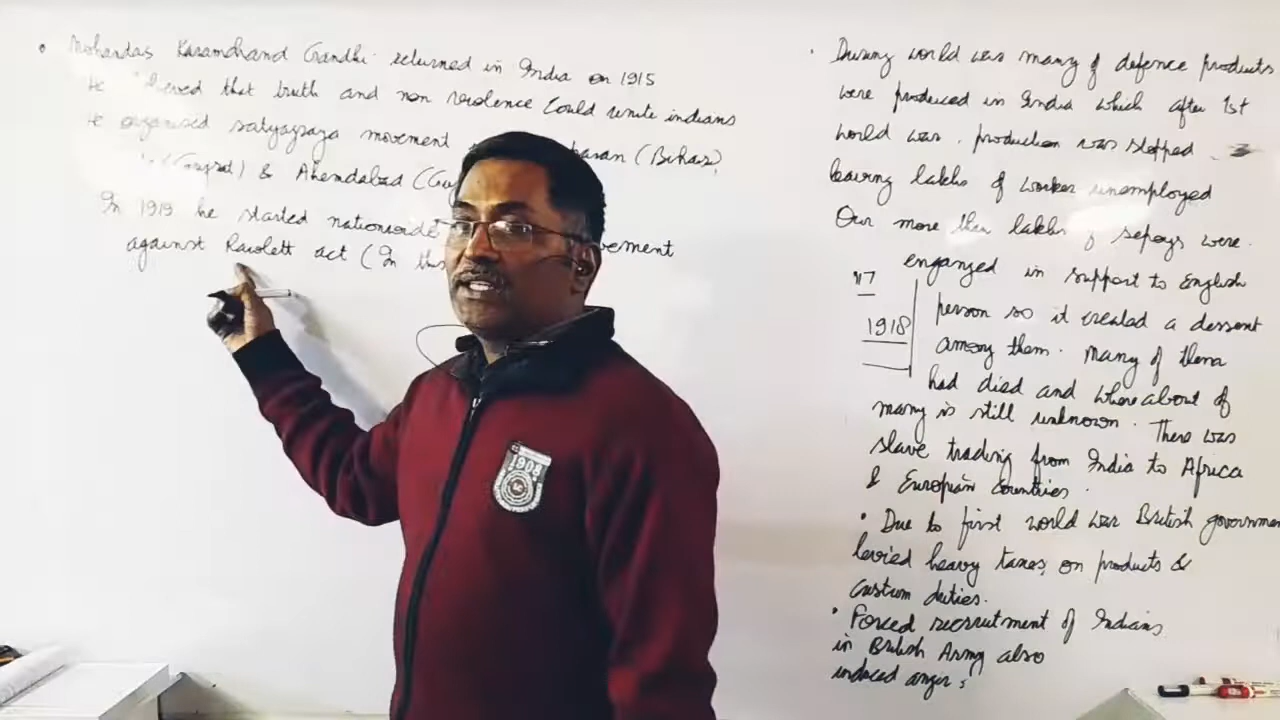 Mohandas Karamchand Gandhi returned in India on 1915
He that truth and non violence could unite indians
He organised satyagraga movement (Bihar)
& Ahemdabad
In 1919 he started nationwide vement
against Rawlett act (In this
During world war many of defence products
were produced in India which after 1st
world war. production was stopped
leaving lakhs of worker unemployed
Our more than lakhs of sepoys were.
enganzed in support to English
person so it created a dessent
1918
among them. Many of them
had died and whereabout of
many is still unknown. There was
slave trading from India to Africa
& European Countries.
• Due to first world war British governmen
levied heavy taxes on products &
custom duties.
• Forced recruitment of Indians
in British Army also
induced anger
1908